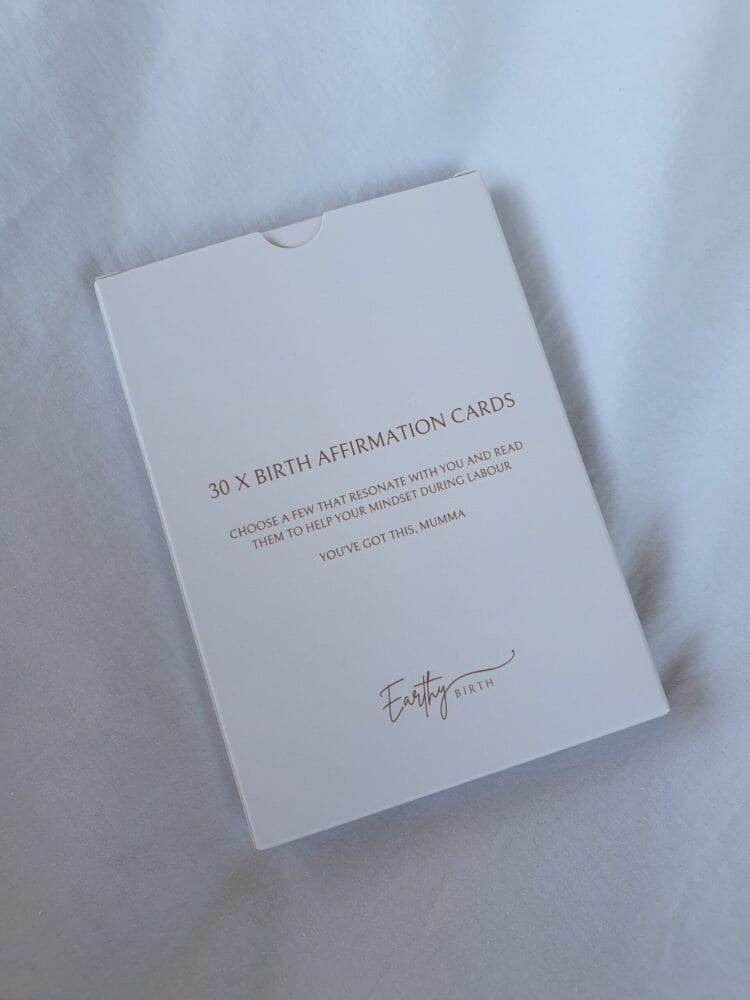 30 X BIRTH AFFIRMATION CARDS
CHOOSE A FEW THAT RESONATE WITH YOU AND READ
THEM TO HELP YOUR MINDSET DURING LABOUR
YOU'VE GOT THIS, MUMMA
Earthy BIRTH